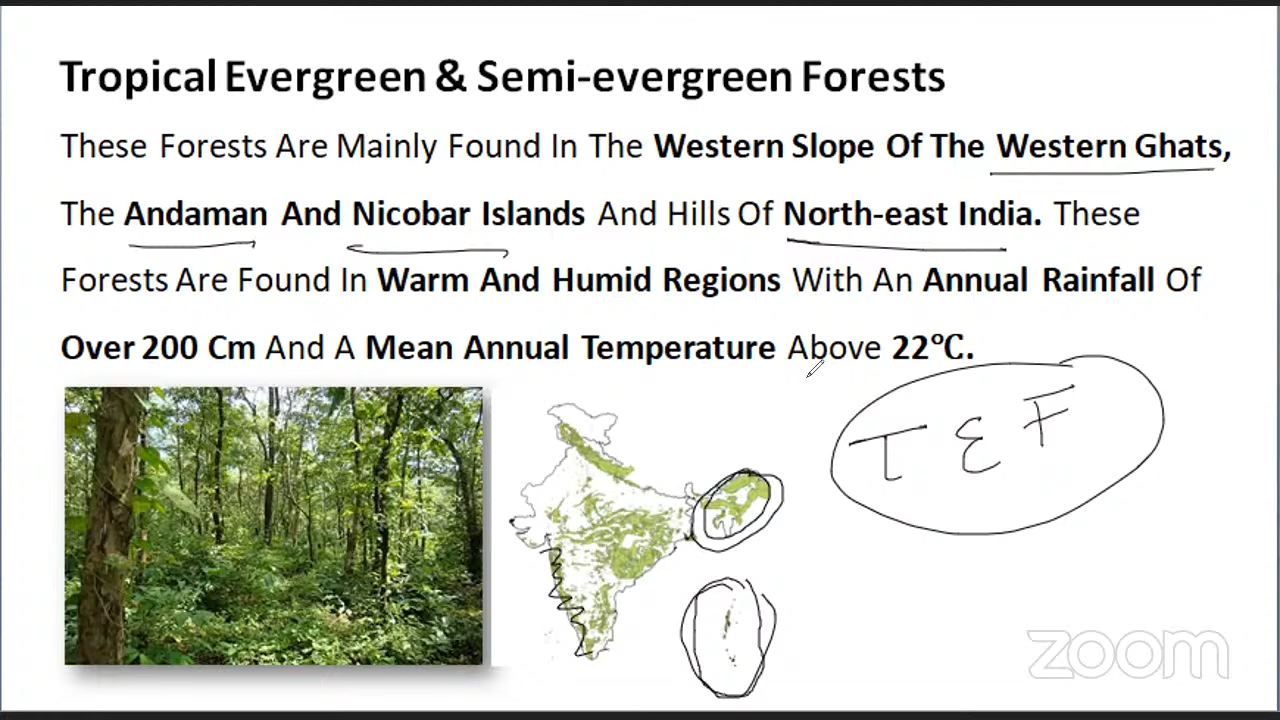 Tropical Evergreen & Semi-evergreen Forests
These Forests Are Mainly Found In The Western Slope Of The Western Ghats,
The Andaman And Nicobar Islands And Hills Of North-east India. These
Forests Are Found In Warm And Humid Regions With An Annual Rainfall Of
Over 200 Cm And A Mean Annual Temperature Above 22°C.
T E F
zoom